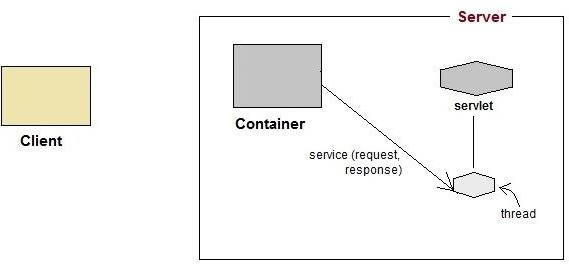 Server
Client
Container
servlet
service (request,
response)
thread